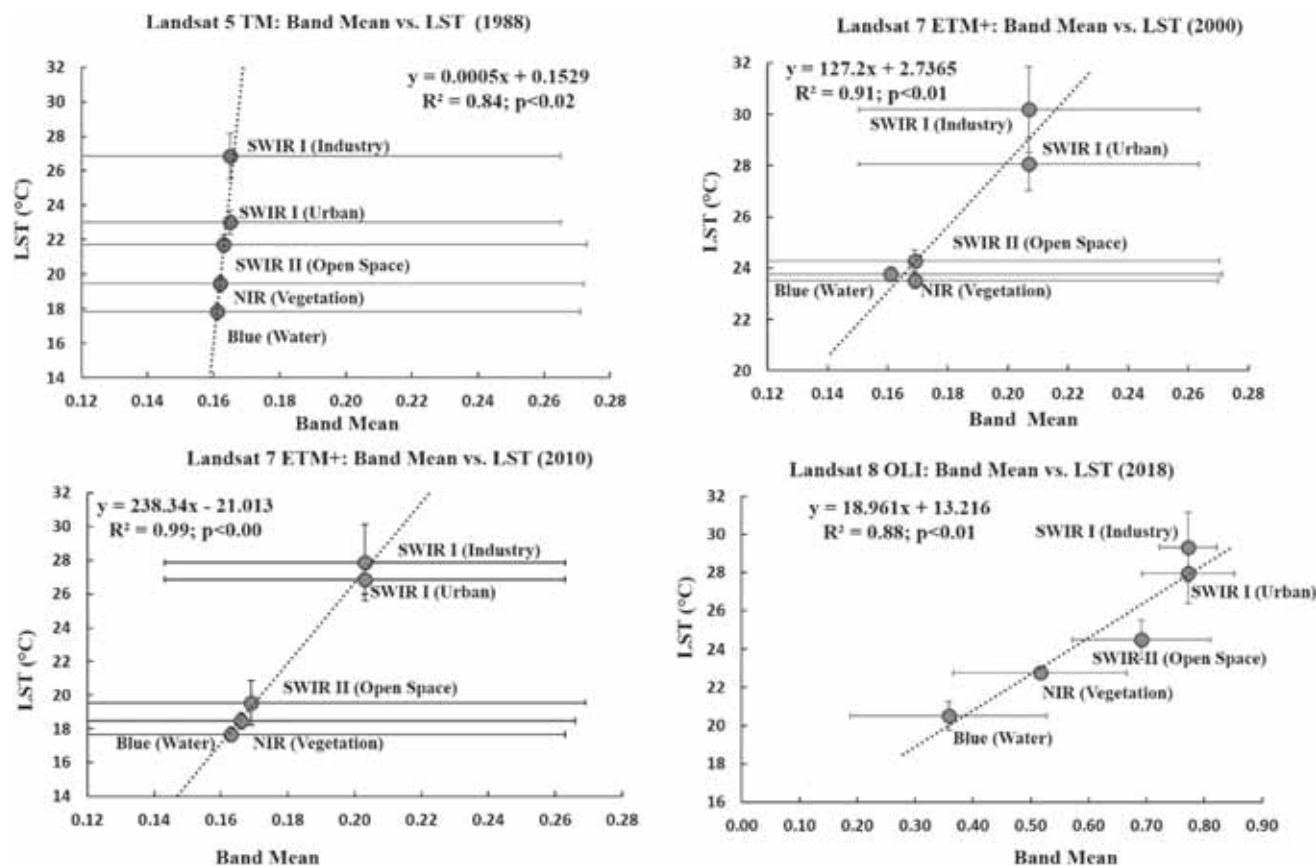 Landsat 5 TM: Band Mean vs. LST (1988)
y = 0.0005x + 0.1529
R² = 0.84; p<0.02
SWIR I (Industry)
SWIR I (Urban)
SWIR II (Open Space)
NIR (Vegetation)
Blue (Water)
LST (°C)
32
30
28
26
24
22
20
18
16
14
0.12 0.14 0.16 0.18 0.20 0.22 0.24 0.26 0.28
Band Mean
Landsat 7 ETM+: Band Mean vs. LST (2000)
y = 127.2x + 2.7365
R² = 0.91; p<0.01
SWIR I (Industry)
SWIR I (Urban)
SWIR II (Open Space)
Blue (Water)
NIR (Vegetation)
LST (°C)
32
30
28
26
24
22
20
0.12 0.14 0.16 0.18 0.20 0.22 0.24 0.26 0.28
Band Mean
Landsat 7 ETM+: Band Mean vs. LST (2010)
y = 238.34x - 21.013
R² = 0.99; p<0.00
SWIR I (Industry)
SWIR I (Urban)
SWIR II (Open Space)
Blue (Water)
NIR (Vegetation)
LST (°C)
32
30
28
26
24
22
20
18
16
14
0.12 0.14 0.16 0.18 0.20 0.22 0.24 0.26 0.28
Band Mean
Landsat 8 OLI: Band Mean vs. LST (2018)
y = 18.961x + 13.216
R² = 0.88; p<0.01
SWIR I (Industry)
SWIR I (Urban)
SWIR II (Open Space)
NIR (Vegetation)
Blue (Water)
LST (°C)
32
30
28
26
24
22
20
18
16
0.00 0.10 0.20 0.30 0.40 0.50 0.60 0.70 0.80 0.90
Band Mean